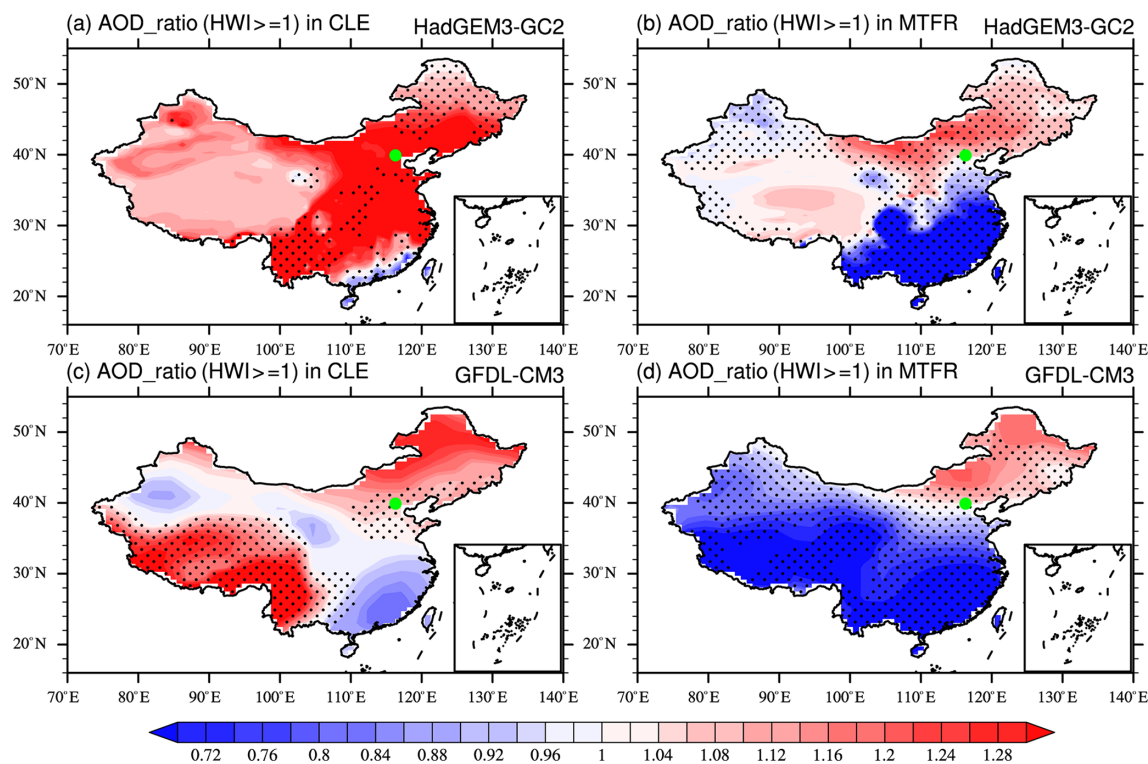 (a) AOD_ratio (HWI>=1) in CLE HadGEM3-GC2
(b) AOD_ratio (HWI>=1) in MTFR HadGEM3-GC2
50°N
40°N
30°N
20°N
50°N
40°N
30°N
20°N
70°E 80°E 90°E 100°E 110°E 120°E 130°E 140°E
70°E 80°E 90°E 100°E 110°E 120°E 130°E 140°E
(c) AOD_ratio (HWI>=1) in CLE GFDL-CM3
(d) AOD_ratio (HWI>=1) in MTFR GFDL-CM3
50°N
40°N
30°N
20°N
50°N
40°N
30°N
20°N
70°E 80°E 90°E 100°E 110°E 120°E 130°E 140°E
70°E 80°E 90°E 100°E 110°E 120°E 130°E 140°E
0.72 0.76 0.8 0.84 0.88 0.92 0.96 1 1.04 1.08 1.12 1.16 1.2 1.24 1.28